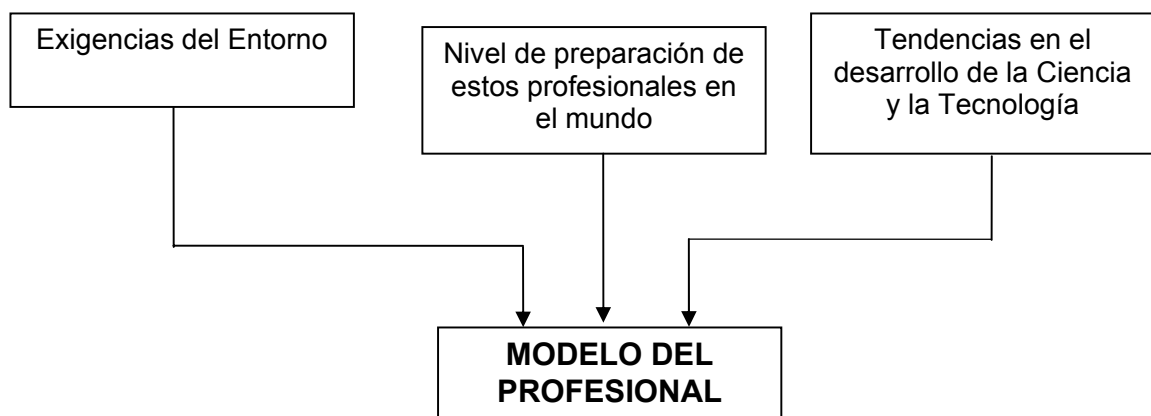 Exigencias del Entorno
Nivel de preparación de
estos profesionales en
el mundo
Tendencias en el
desarrollo de la Ciencia
y la Tecnología
MODELO DEL
PROFESIONAL